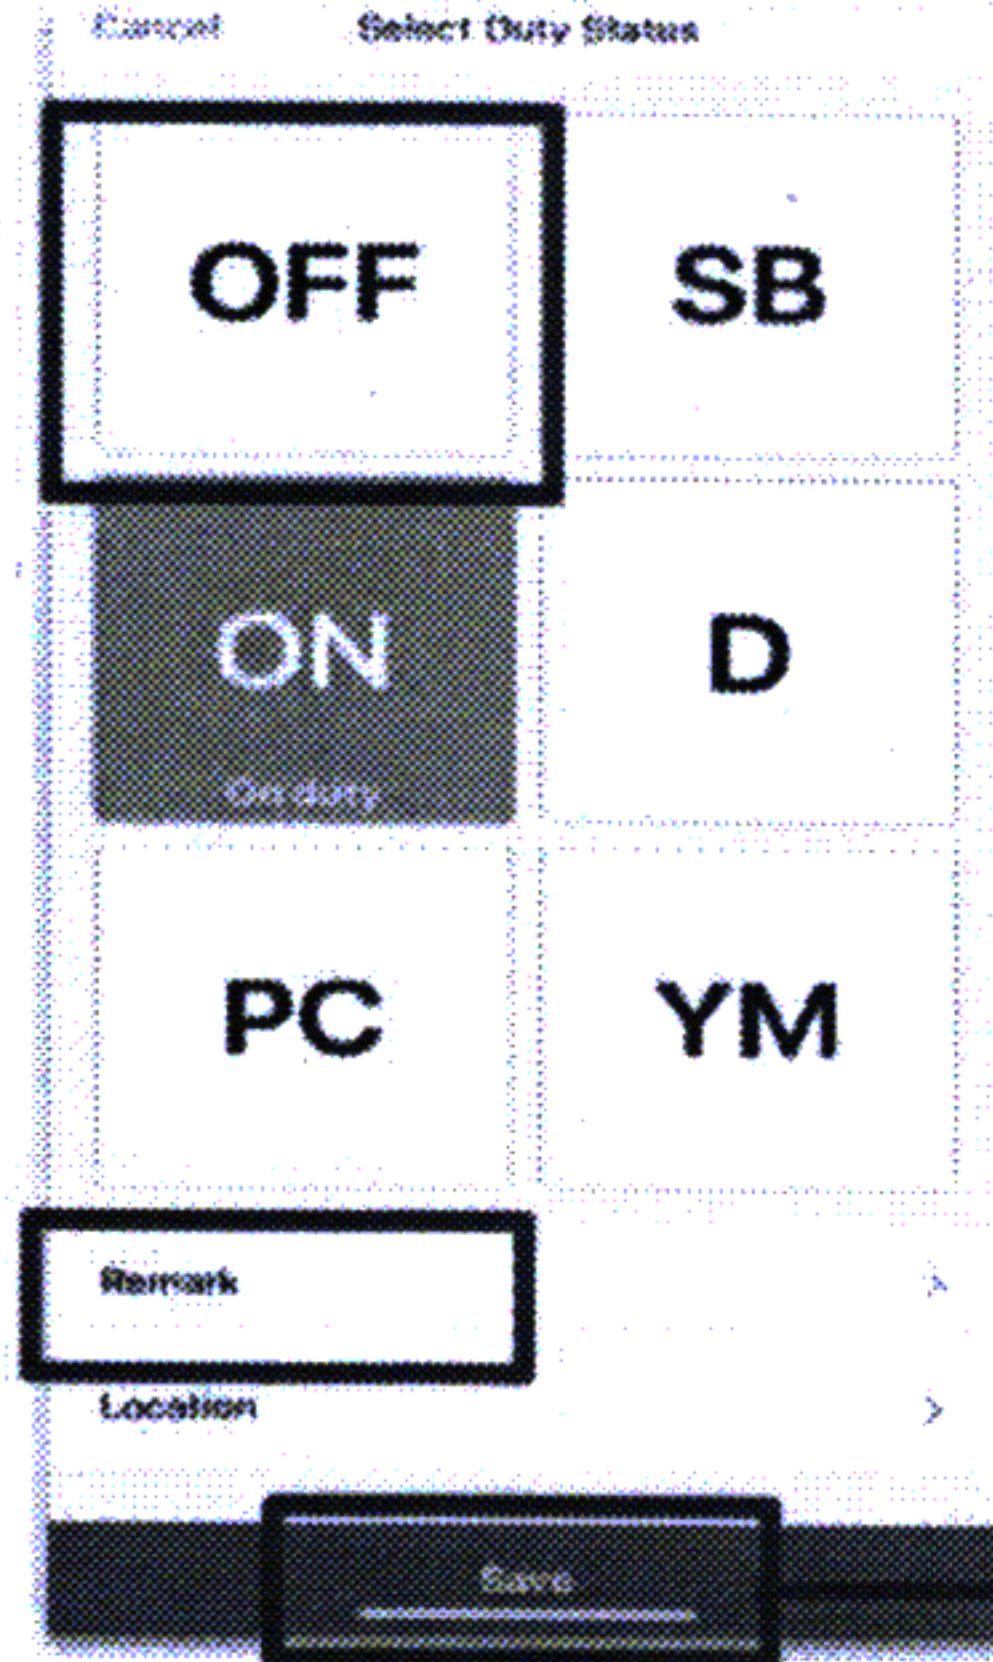 Cancel Select Duty Status
OFF SB
ON D
On duty
PC YM
Remark
Location
Save